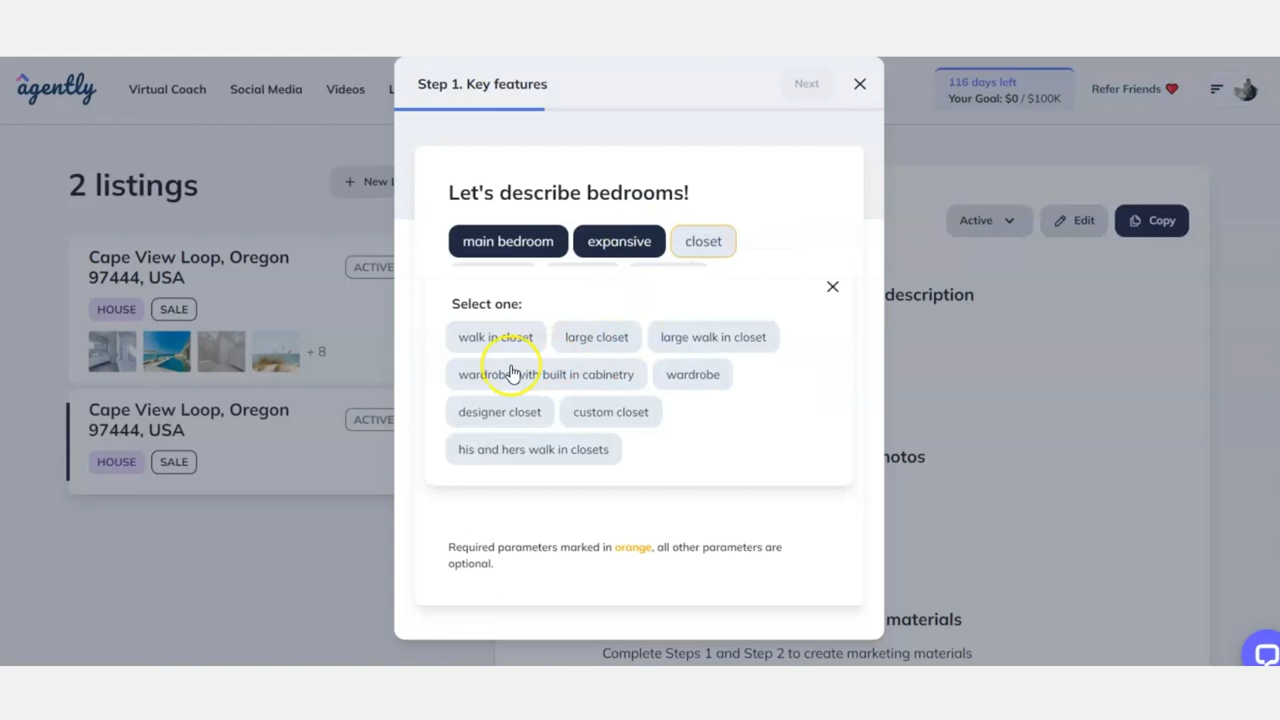 Step 1. Key features
Next
agently
Virtual Coach
Social Media
Videos
L
116 days left
Your Goal: $0 / $100K
Refer Friends
2 listings
+ New L
Let's describe bedrooms!
main bedroom
expansive
closet
Active
Edit
Copy
Cape View Loop, Oregon
97444, USA
ACTIVE
HOUSE
SALE
+ 8
description
Select one:
walk in closet
large closet
large walk in closet
wardrobe with built in cabinetry
wardrobe
designer closet
custom closet
his and hers walk in closets
Cape View Loop, Oregon
97444, USA
ACTIVE
HOUSE
SALE
hotos
Required parameters marked in orange, all other parameters are
optional.
materials
Complete Steps 1 and Step 2 to create marketing materials